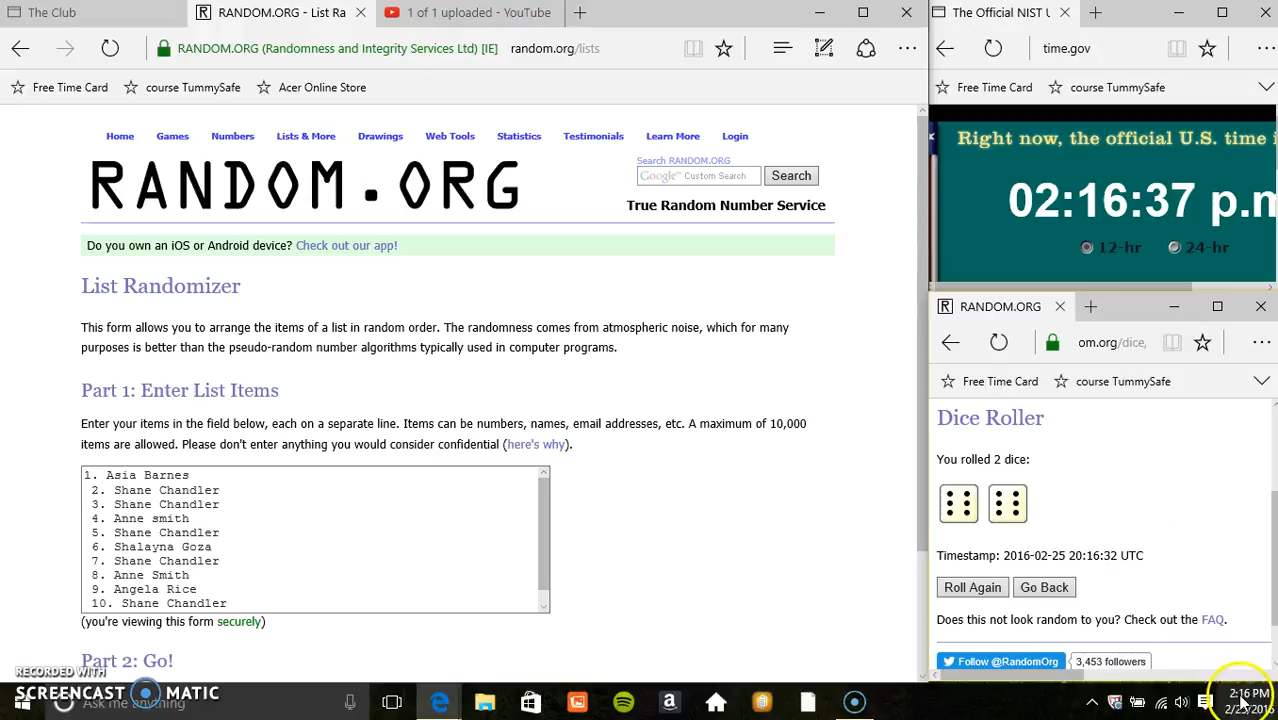 The Club
RANDOM.ORG - List Ra
1 of 1 uploaded - YouTube
RANDOM.ORG (Randomness and Integrity Services Ltd) [IE]
random.org/lists
Free Time Card
course TummySafe
Acer Online Store
Home
Games
Numbers
Lists & More
Drawings
Web Tools
Statistics
Testimonials
Learn More
Login
RANDOM.ORG
Search RANDOM.ORG
Google™ Custom Search
Search
True Random Number Service
Do you own an iOS or Android device? Check out our app!
List Randomizer
This form allows you to arrange the items of a list in random order. The randomness comes from atmospheric noise, which for many
purposes is better than the pseudo-random number algorithms typically used in computer programs.
Part 1: Enter List Items
Enter your items in the field below, each on a separate line. Items can be numbers, names, email addresses, etc. A maximum of 10,000
items are allowed. Please don't enter anything you would consider confidential (here's why).
1. Asia Barnes
2. Shane Chandler
3. Shane Chandler
4. Anne smith
5. Shane Chandler
6. Shalayna Goza
7. Shane Chandler
8. Anne Smith
9. Angela Rice
10. Shane Chandler
(you're viewing this form securely)
Part 2: Go!
The Official NIST U
time.gov
Free Time Card
course TummySafe
Right now, the official U.S. time i
02:16:37 p.m
12-hr
24-hr
RANDOM.ORG
om.org/dice,
Free Time Card
course TummySafe
Dice Roller
You rolled 2 dice:
Timestamp: 2016-02-25 20:16:32 UTC
Roll Again
Go Back
Does this not look random to you? Check out the FAQ.
Follow @RandomOrg
3,453 followers
RECORDED WITH
SCREENCAST MATIC
Ask me anything
2:16 PM
2/25/2016